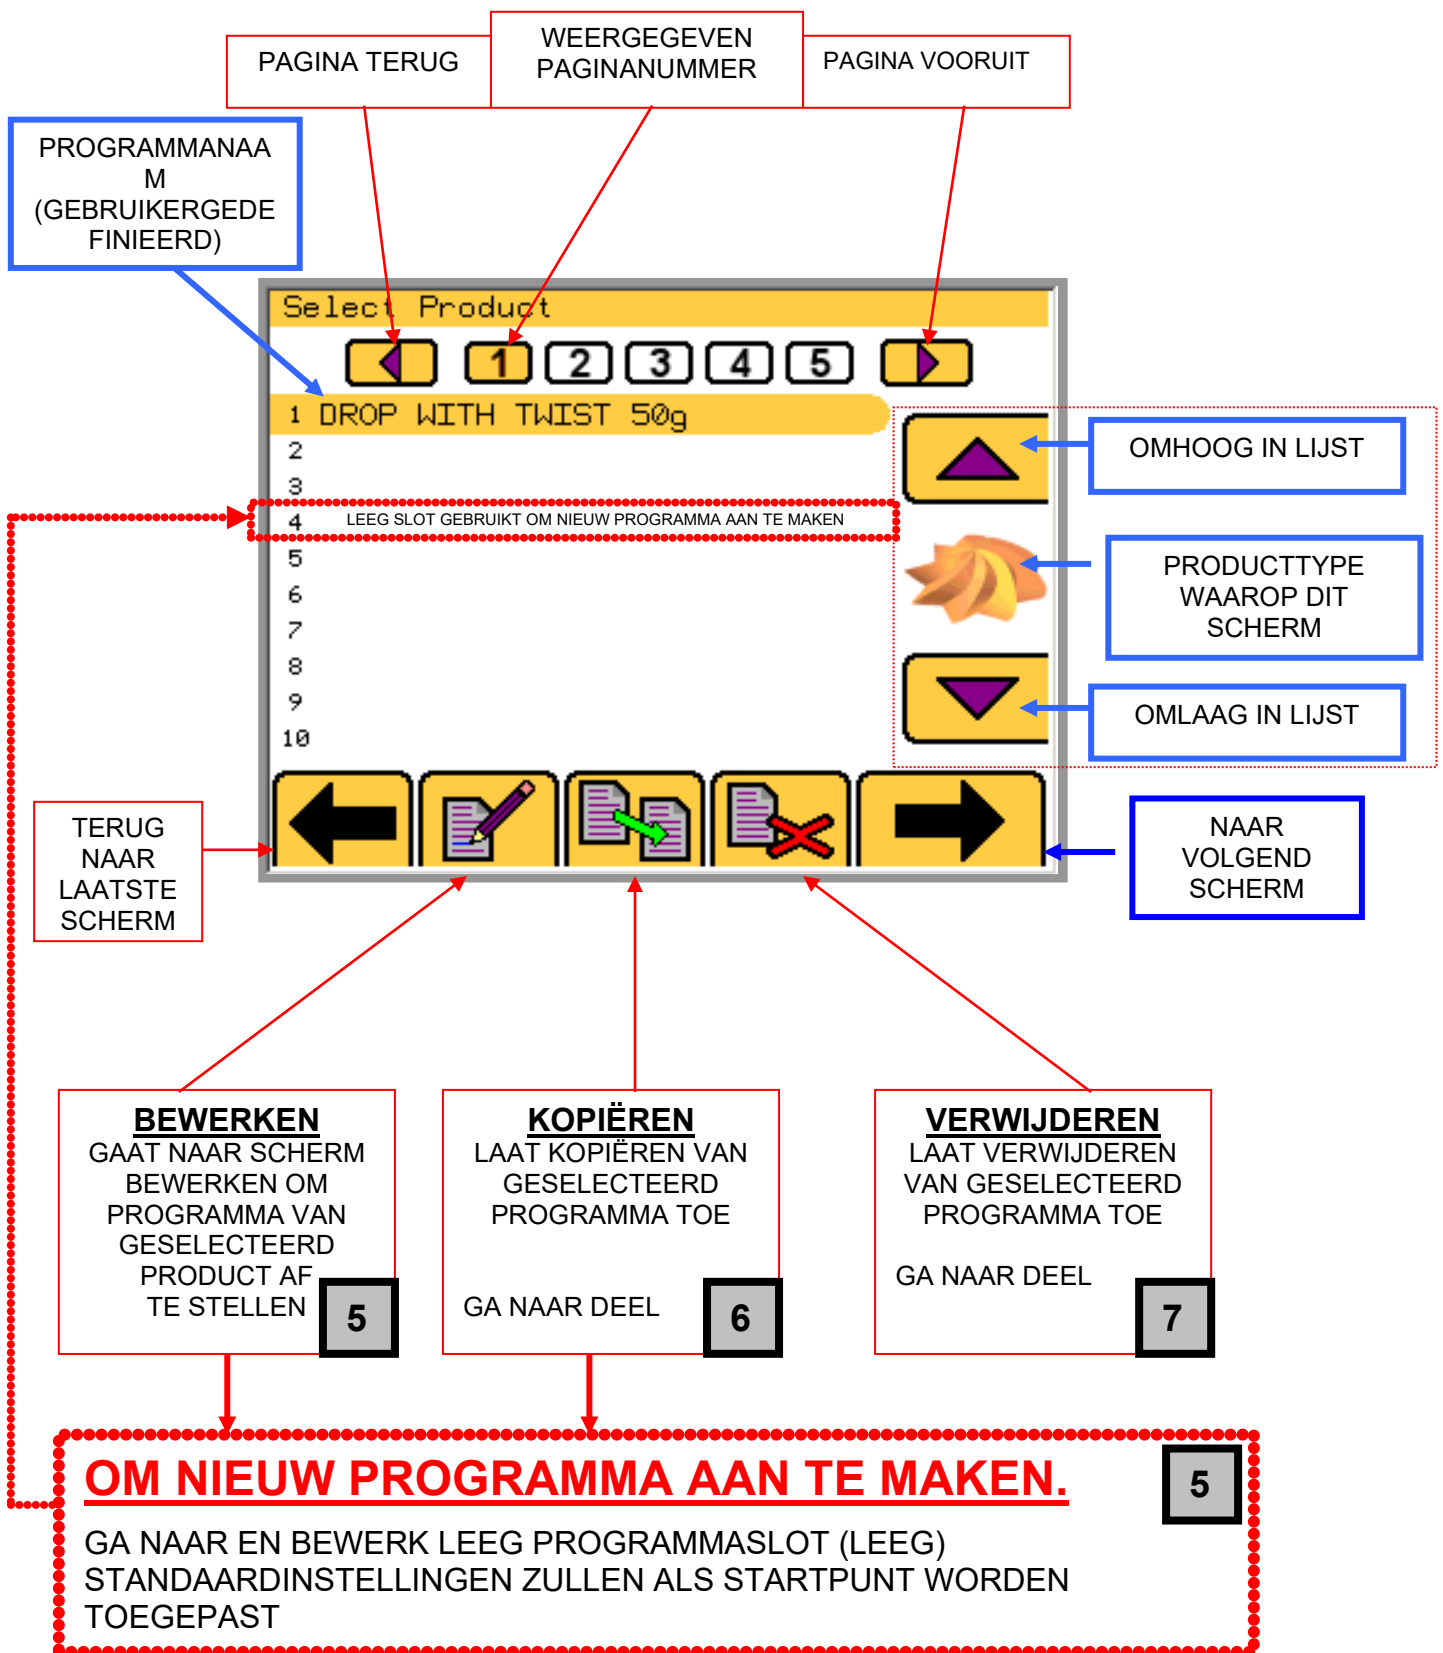 PAGINA TERUG
WEERGEGEVEN
PAGINANUMMER
PAGINA VOORUIT
PROGRAMMANAA
M
(GEBRUIKERGEDE
FINIEERD)
Select Product
1 2 3 4 5
1 DROP WITH TWIST 50g
2
3
4 LEEG SLOT GEBRUIKT OM NIEUW PROGRAMMA AAN TE MAKEN
5
6
7
8
9
10
OMHOOG IN LIJST
PRODUCTTYPE
WAAROP DIT
SCHERM
OMLAAG IN LIJST
TERUG
NAAR
LAATSTE
SCHERM
NAAR
VOLGEND
SCHERM
BEWERKEN
GAAT NAAR SCHERM
BEWERKEN OM
PROGRAMMA VAN
GESELECTEERD
PRODUCT AF
TE STELLEN
5
KOPIËREN
LAAT KOPIËREN VAN
GESELECTEERD
PROGRAMMA TOE
GA NAAR DEEL
6
VERWIJDEREN
LAAT VERWIJDEREN
VAN GESELECTEERD
PROGRAMMA TOE
GA NAAR DEEL
7
OM NIEUW PROGRAMMA AAN TE MAKEN.
5
GA NAAR EN BEWERK LEEG PROGRAMMASLOT (LEEG)
STANDAARDINSTELLINGEN ZULLEN ALS STARTPUNT WORDEN
TOEGEPAST